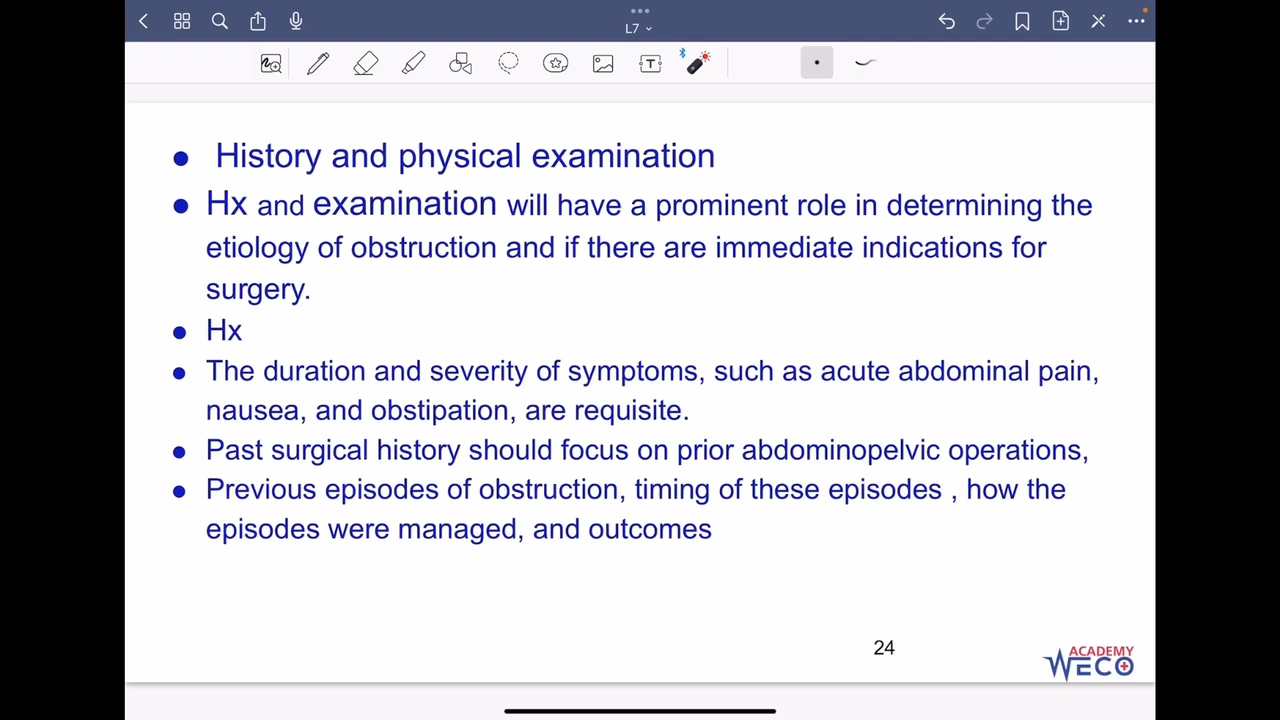 L7
● History and physical examination
● Hx and examination will have a prominent role in determining the
etiology of obstruction and if there are immediate indications for
surgery.
● Hx
● The duration and severity of symptoms, such as acute abdominal pain,
nausea, and obstipation, are requisite.
● Past surgical history should focus on prior abdominopelvic operations,
● Previous episodes of obstruction, timing of these episodes , how the
episodes were managed, and outcomes
24
ACADEMY
WECO